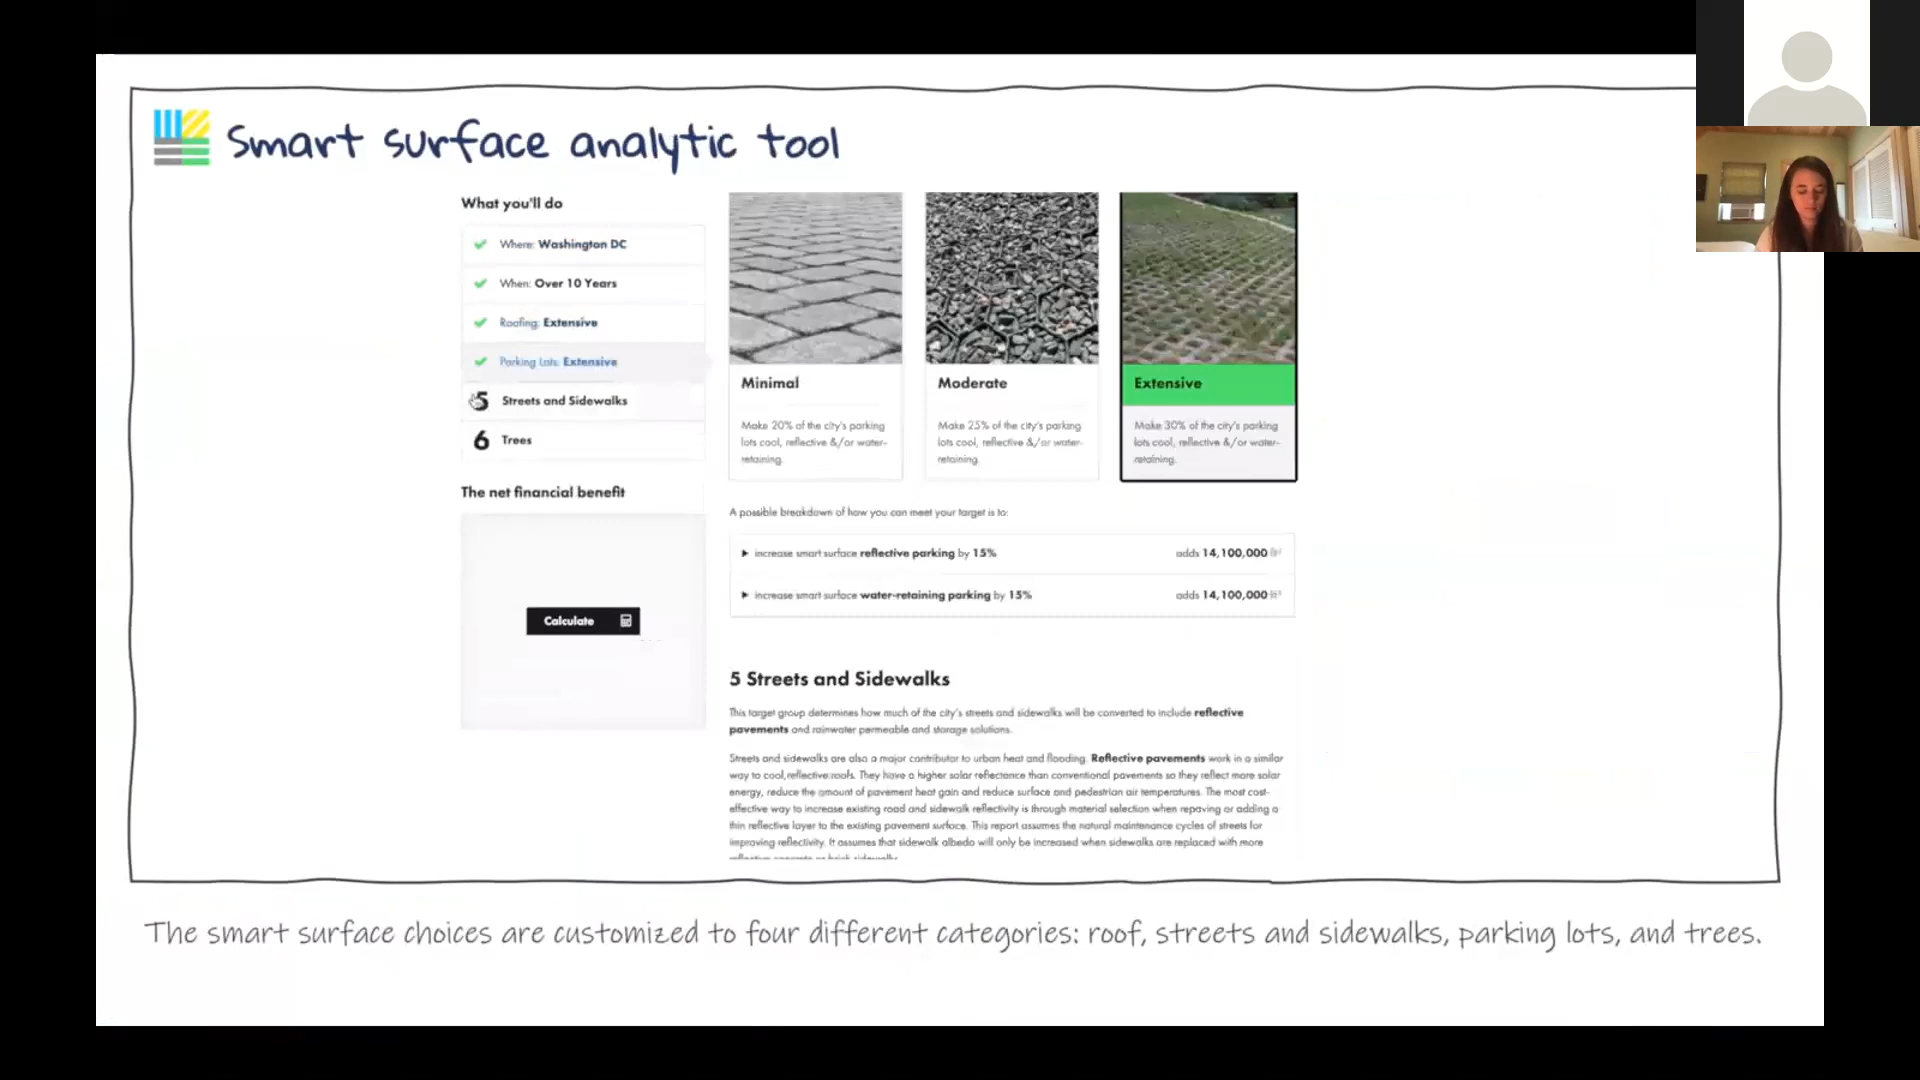 Smart surface analytic tool
What you'll do
Where: Washington DC
When: Over 10 Years
Roofing: Extensive
Parking Lots: Extensive
5 Streets and Sidewalks
6 Trees
The net financial benefit
Calculate
Minimal
Make 20% of the city's parking
lots cool, reflective &/or water-
retaining.
Moderate
Make 25% of the city's parking
lots cool, reflective &/or water-
retaining.
Extensive
Make 30% of the city's parking
lots cool, reflective &/or water-
retaining.
A possible breakdown of how you can meet your target is to:
increase smart surface reflective parking by 15% adds 14,100,000 ft²
increase smart surface water-retaining parking by 15% adds 14,100,000 ft²
5 Streets and Sidewalks
This target group determines how much of the city's streets and sidewalks will be converted to include reflective
pavements and rainwater permeable and storage solutions.
Streets and sidewalks are also a major contributor to urban heat and flooding. Reflective pavements work in a similar
way to cool, reflective roofs. They have a higher solar reflectance than conventional pavements so they reflect more solar
energy, reduce the amount of pavement heat gain and reduce surface and pedestrian air temperatures. The most cost-
effective way to increase existing road and sidewalk reflectivity is through material selection when repaving or adding a
thin reflective layer to the existing pavement surface. This report assumes the natural maintenance cycles of streets for
improving reflectivity. It assumes that sidewalk albedo will only be increased when sidewalks are replaced with more
The smart surface choices are customized to four different categories: roof, streets and sidewalks, parking lots, and trees.